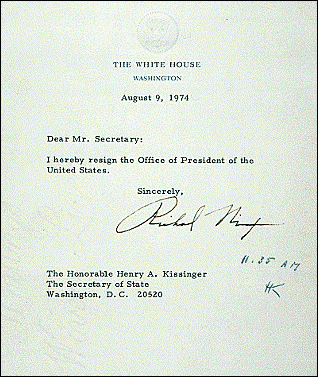 THE WHITE HOUSE
WASHINGTON
August 9, 1974
Dear Mr. Secretary:
I hereby resign the Office of President of the
United States.
Sincerely,
Richard Nixon
11.35 AM
HK
The Honorable Henry A. Kissinger
The Secretary of State
Washington, D.C. 20520